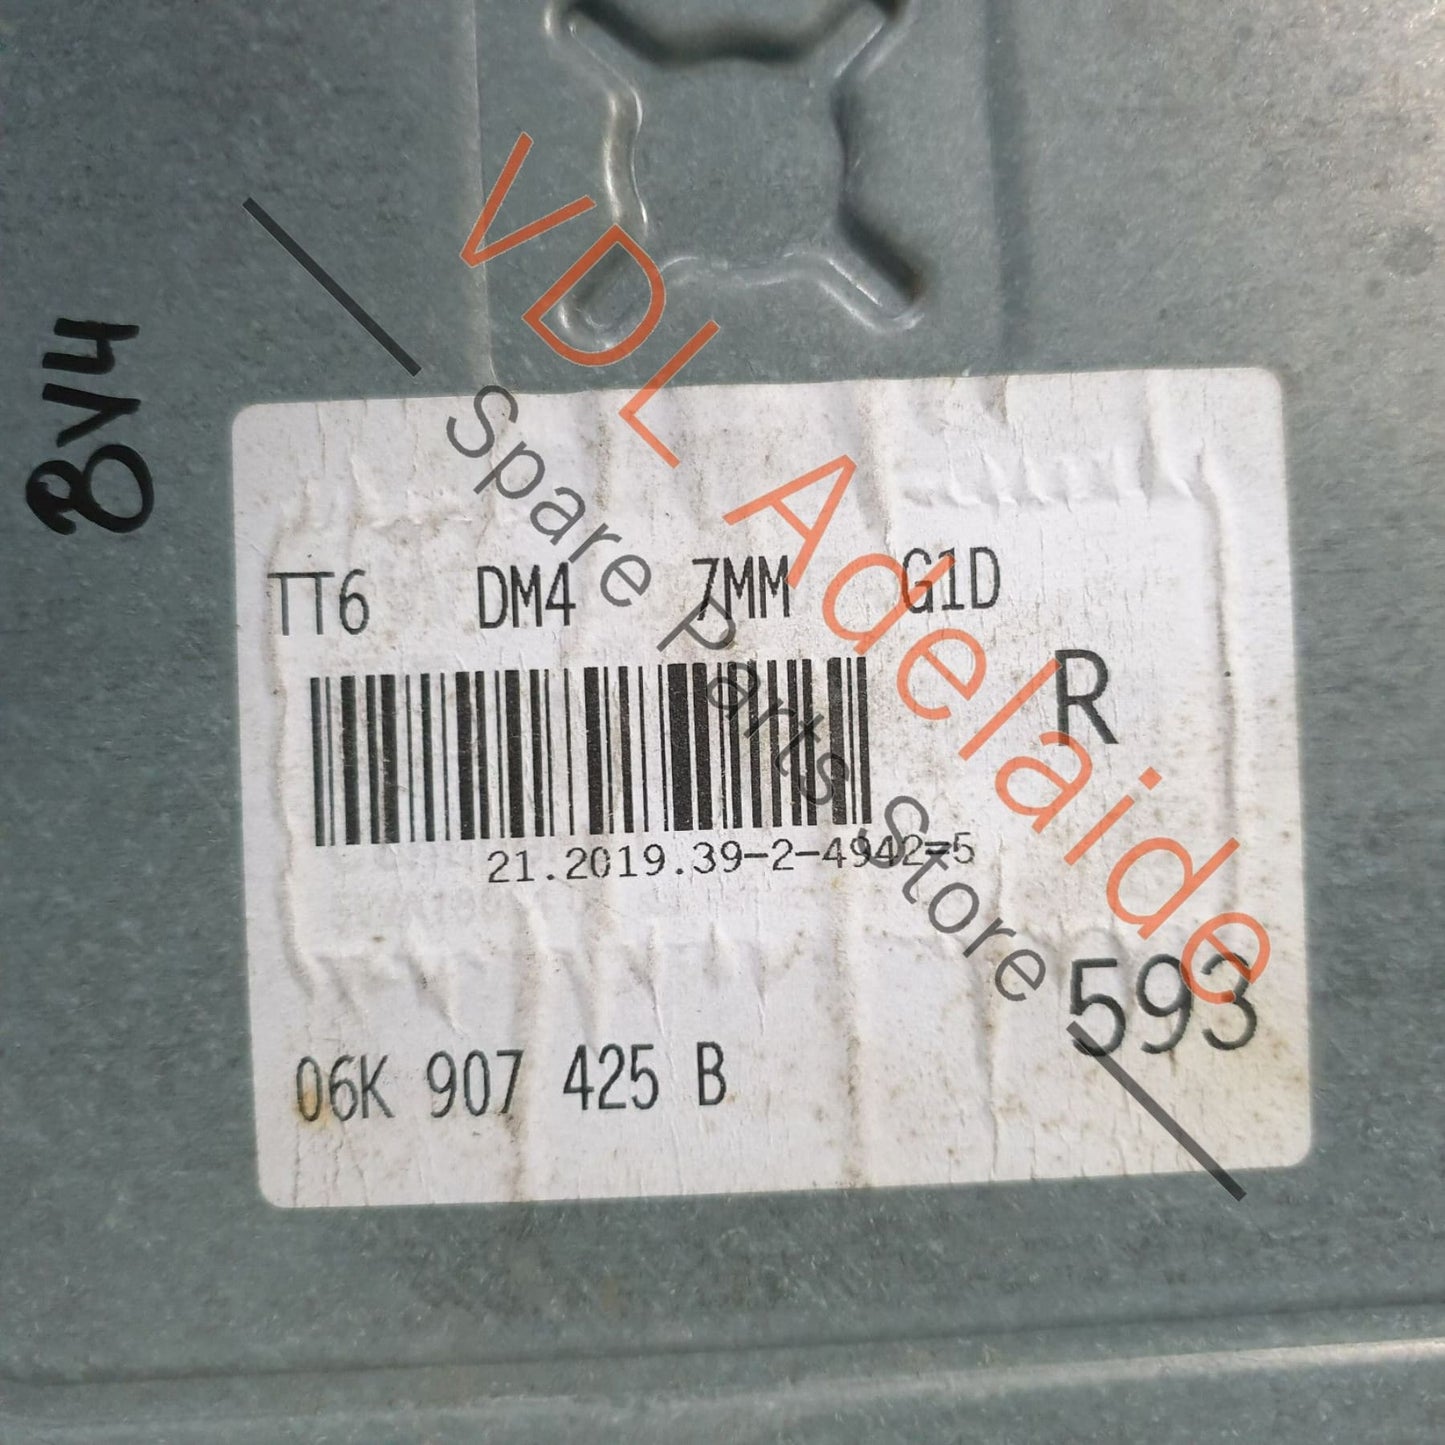 8V4
VDL Adelaide
Spare Parts Store
TT6 DM4 7MM G1D
R
21.2019.39-2-4942=5
593
06K 907 425 B